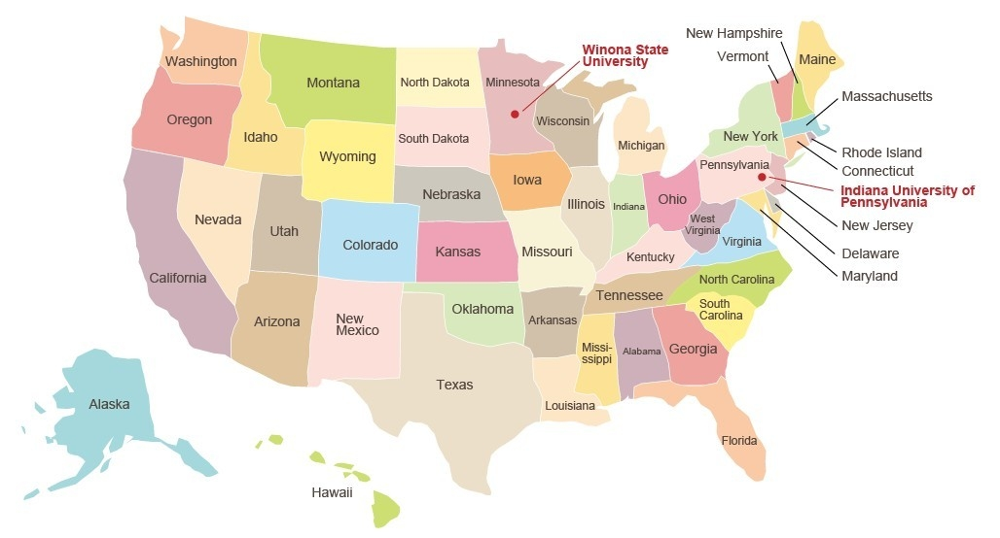 New Hampshire
Vermont
Maine
Washington
Montana
North Dakota
Minnesota
Winona State
University
Massachusetts
Oregon
Idaho
South Dakota
Wisconsin
Michigan
New York
Rhode Island
Connecticut
Wyoming
Iowa
Pennsylvania
Indiana University of
Pennsylvania
Nebraska
Illinois
Indiana
Ohio
New Jersey
Nevada
Utah
Colorado
Kansas
Missouri
West
Virginia
Virginia
Kentucky
Delaware
Maryland
California
North Carolina
Tennessee
Arizona
New
Mexico
Oklahoma
Arkansas
South
Carolina
Missi-
ssippi
Alabama
Georgia
Texas
Louisiana
Alaska
Florida
Hawaii